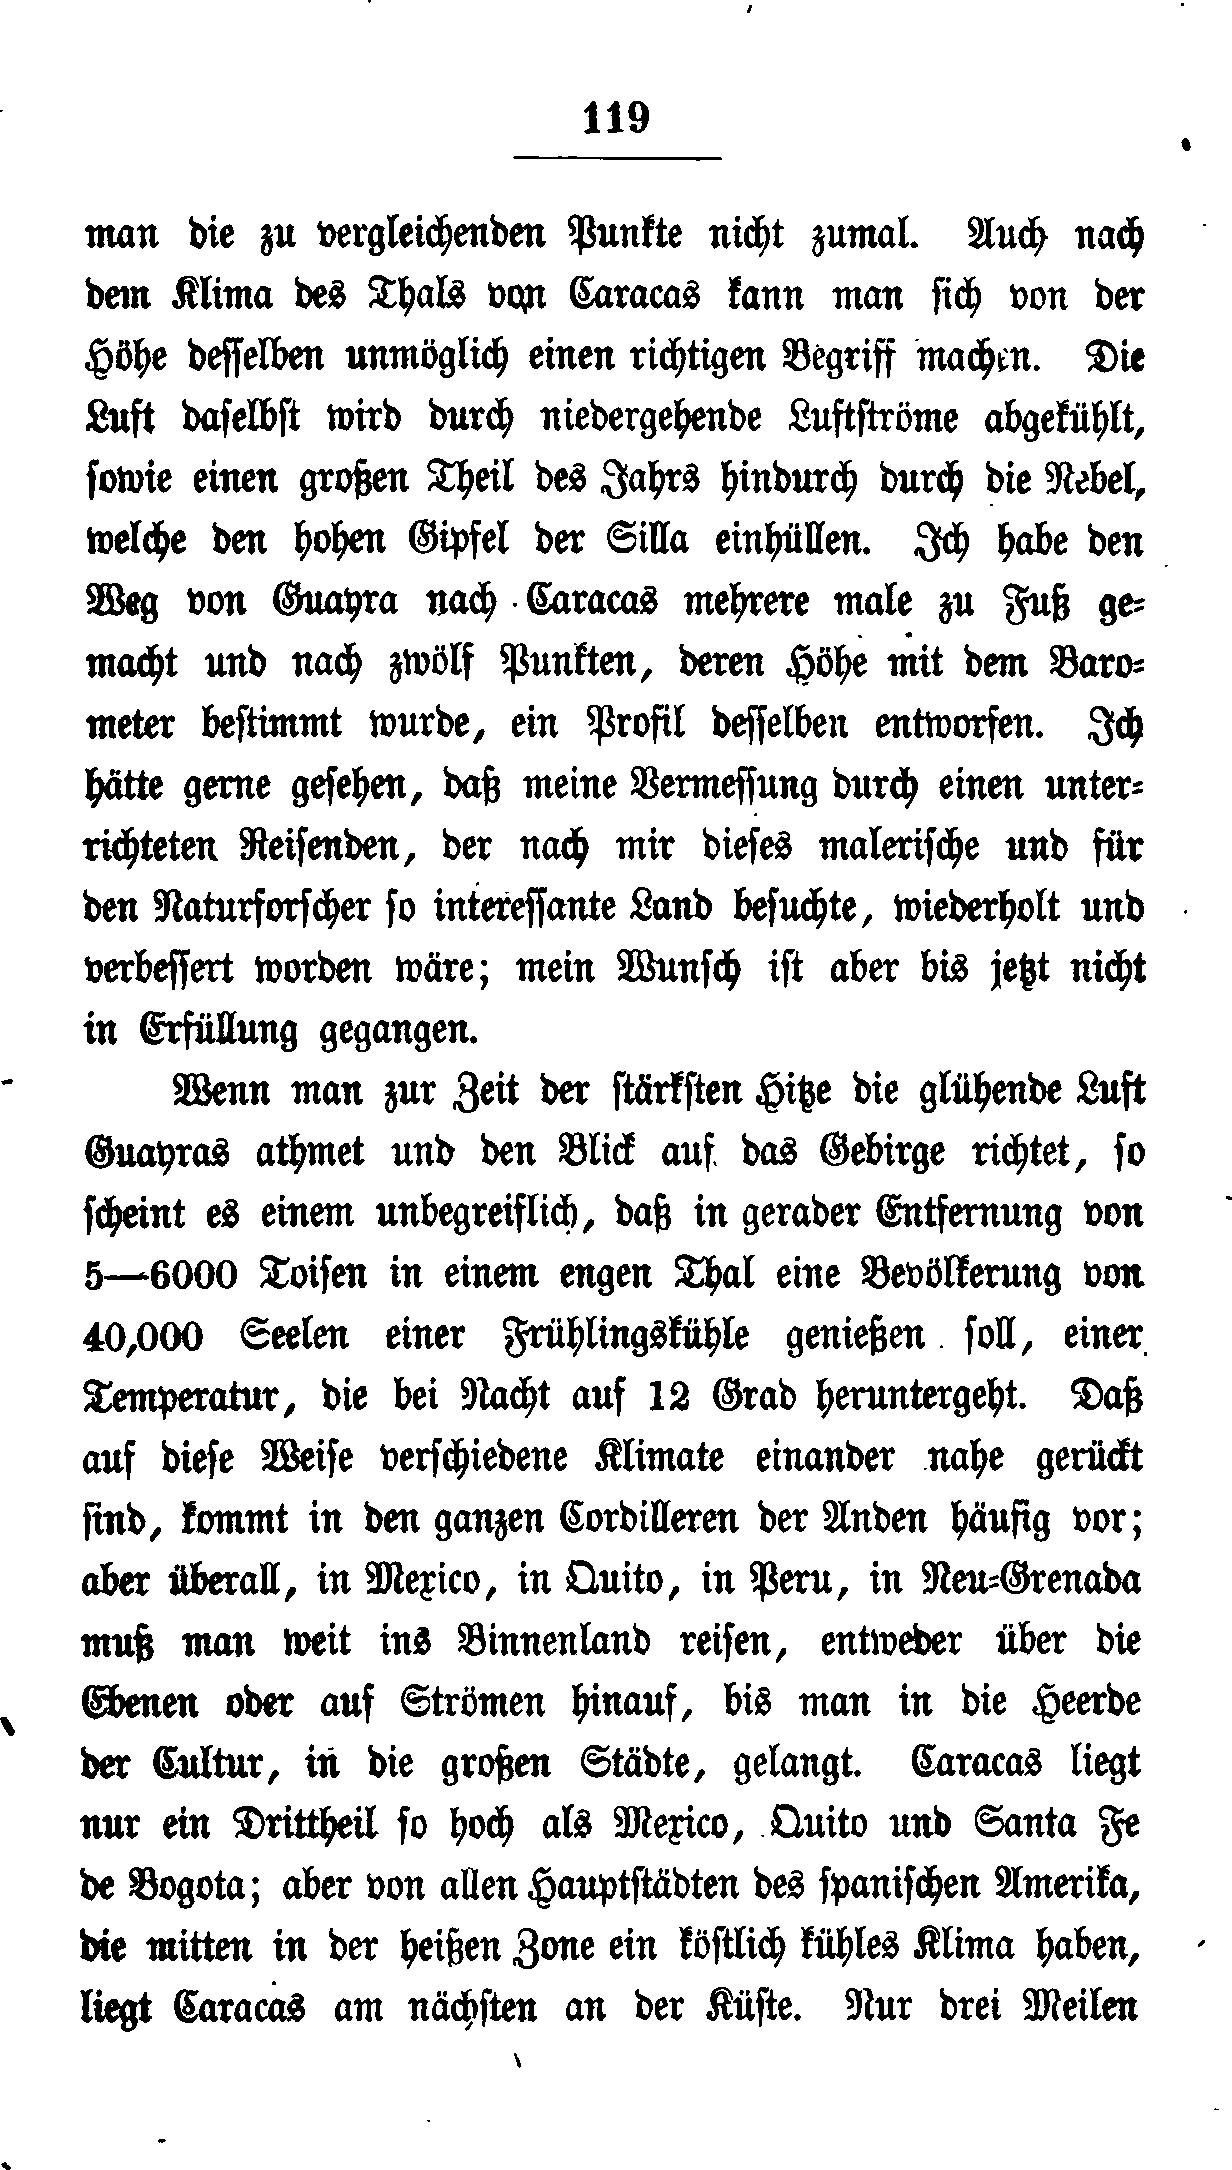 119
man die zu vergleichenden Punkte nicht zumal. Auch nach
dem Klima des Thals von Caracas kann man sich von der
Höhe desselben unmöglich einen richtigen Begriff machen. Die
Luft daselbst wird durch niedergehende Luftströme abgekühlt,
sowie einen großen Theil des Jahrs hindurch durch die Nebel,
welche den hohen Gipfel der Silla einhüllen. Ich habe den
Weg von Guayra nach Caracas mehrere male zu Fuß ge-
macht und nach zwölf Punkten, deren Höhe mit dem Baro-
meter bestimmt wurde, ein Profil desselben entworfen. Ich
hätte gerne gesehen, daß meine Vermessung durch einen unter-
richteten Reisenden, der nach mir dieses malerische und für
den Naturforscher so interessante Land besuchte, wiederholt und
verbessert worden wäre; mein Wunsch ist aber bis jetzt nicht
in Erfüllung gegangen.
Wenn man zur Zeit der stärksten Hitze die glühende Luft
Guayras athmet und den Blick auf das Gebirge richtet, so
scheint es einem unbegreiflich, daß in gerader Entfernung von
5—6000 Toisen in einem engen Thal eine Bevölkerung von
40,000 Seelen einer Frühlingskühle genießen soll, einer
Temperatur, die bei Nacht auf 12 Grad heruntergeht. Daß
auf diese Weise verschiedene Klimate einander nahe gerückt
sind, kommt in den ganzen Cordilleren der Anden häufig vor;
aber überall, in Mexico, in Quito, in Peru, in Neu-Grenada
muß man weit ins Binnenland reisen, entweder über die
Ebenen oder auf Strömen hinauf, bis man in die Heerde
der Cultur, in die großen Städte, gelangt. Caracas liegt
nur ein Drittheil so hoch als Mexico, Quito und Santa Fe
de Bogota; aber von allen Hauptstädten des spanischen Amerika,
die mitten in der heißen Zone ein köstlich kühles Klima haben,
liegt Caracas am nächsten an der Küste. Nur drei Meilen